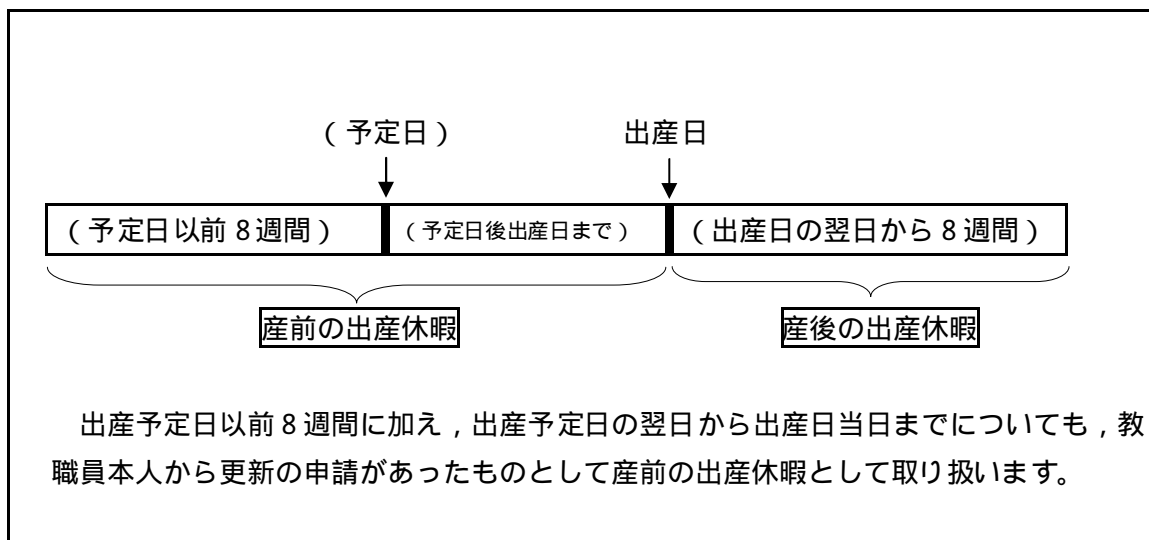 （予定日） 出産日
（予定日以前８週間） （予定日後出産日まで） （出産日の翌日から８週間）
産前の出産休暇 産後の出産休暇
出産予定日以前８週間に加え，出産予定日の翌日から出産日当日までについても，教
職員本人から更新の申請があったものとして産前の出産休暇として取り扱います。